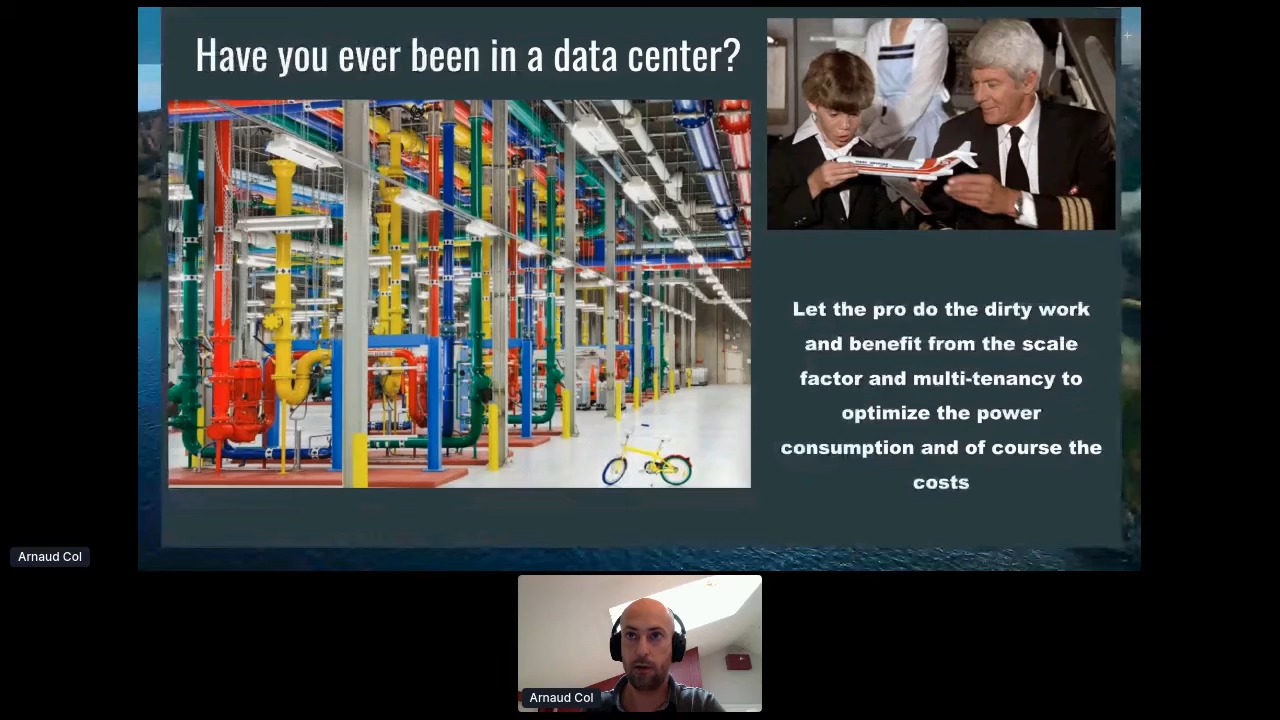 Have you ever been in a data center?
Let the pro do the dirty work
and benefit from the scale
factor and multi-tenancy to
optimize the power
consumption and of course the
costs
Arnaud Col
Arnaud Col